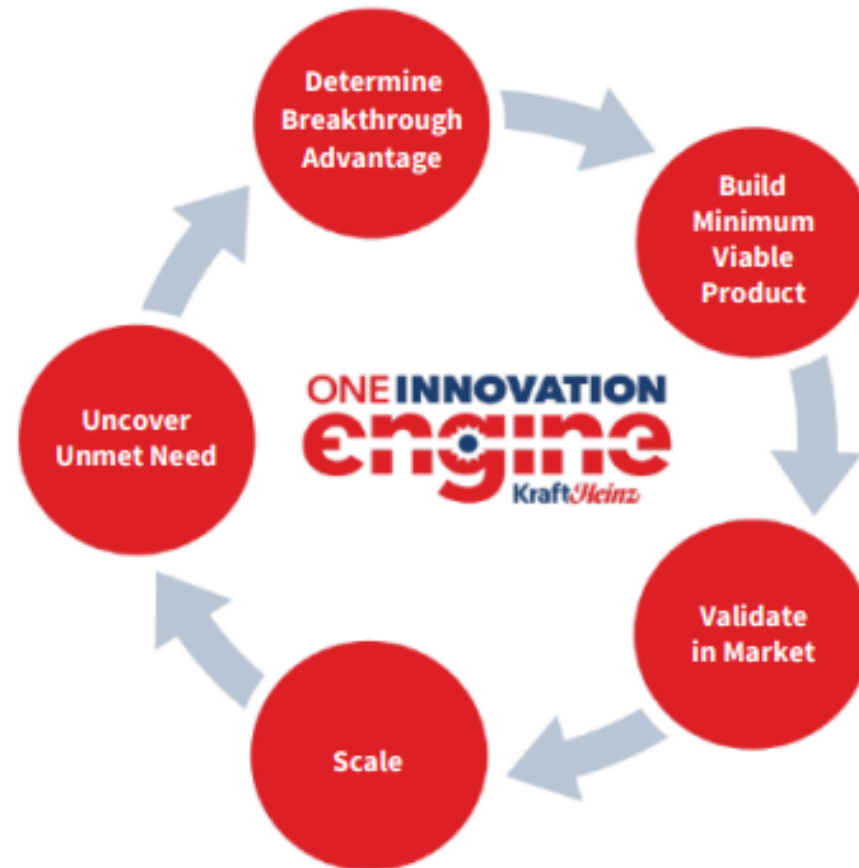 Determine
Breakthrough
Advantage
Build
Minimum
Viable
Product
Uncover
Unmet Need
ONE INNOVATION
engine
KraftHeinz
Validate
in Market
Scale